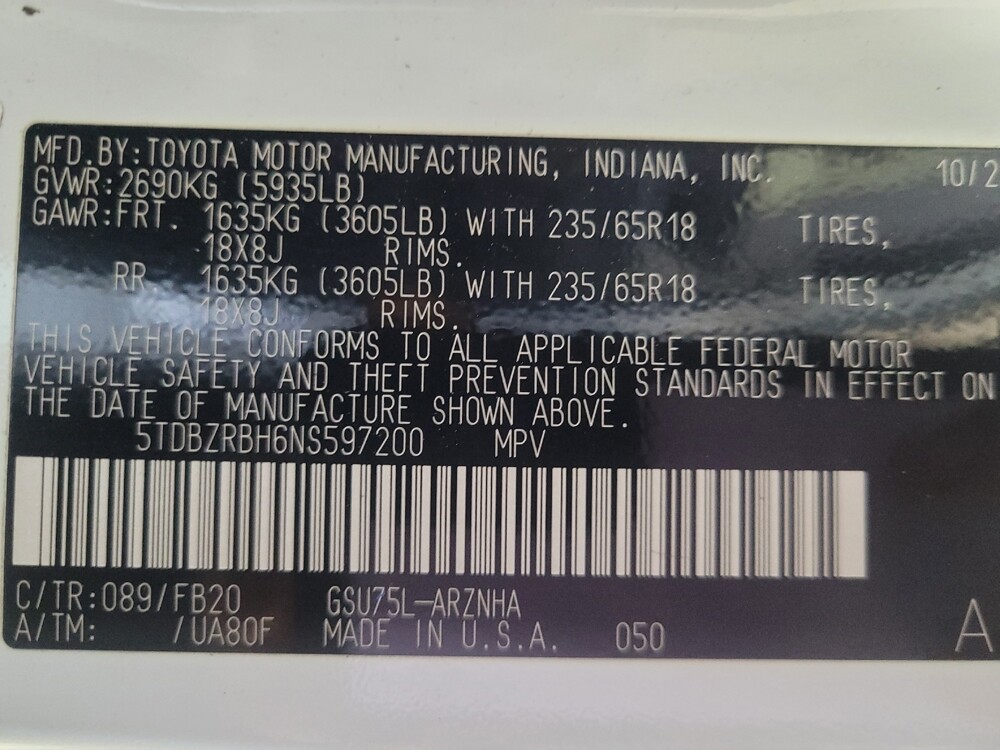 MFD.BY:TOYOTA MOTOR MANUFACTURING, INDIANA, INC. 10/2
GVWR:2690KG (5935LB)
GAWR:FRT. 1635KG (3605LB) WITH 235/65R18 TIRES,
18X8J RIMS.
RR. 1635KG (3605LB) WITH 235/65R18 TIRES,
18X8J RIMS.
THIS VEHICLE CONFORMS TO ALL APPLICABLE FEDERAL MOTOR
VEHICLE SAFETY AND THEFT PREVENTION STANDARDS IN EFFECT ON
THE DATE OF MANUFACTURE SHOWN ABOVE.
5TDBZRBH6NS597200 MPV
C/TR:089/FB20 GSU75L-ARZNHA
A/TM: /UA80F MADE IN U.S.A. 050 A